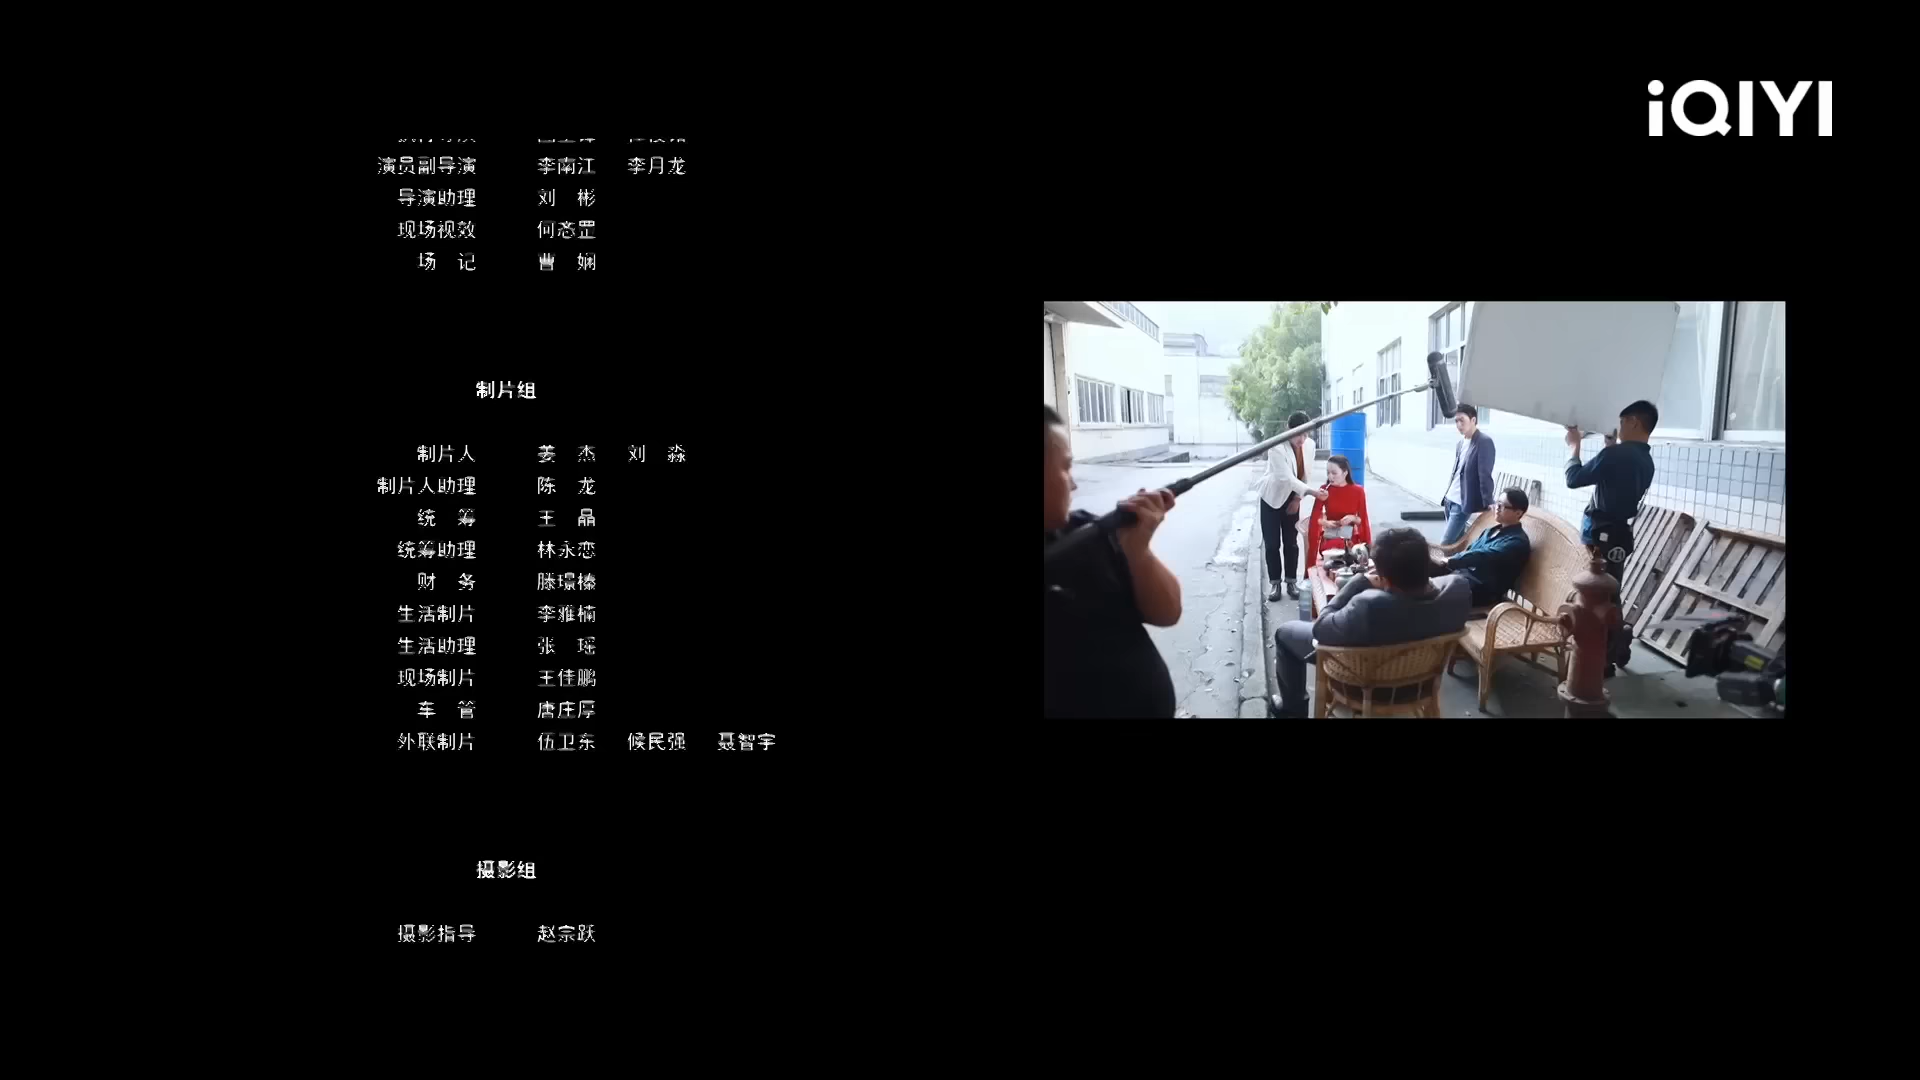 iQIYI
演员副导演 李南江 李月龙
导演助理 刘 彬
现场视效 何忞罡
场 记 曹 娴
制片组
制片人 姜 杰 刘 淼
制片人助理 陈 龙
统 筹 王 晶
统筹助理 林永恋
财 务 滕璟榛
生活制片 李雅楠
生活助理 张 瑶
现场制片 王佳鹏
车 管 唐庄厚
外联制片 伍卫东 候民强 聂智宇
摄影组
摄影指导 赵宗跃